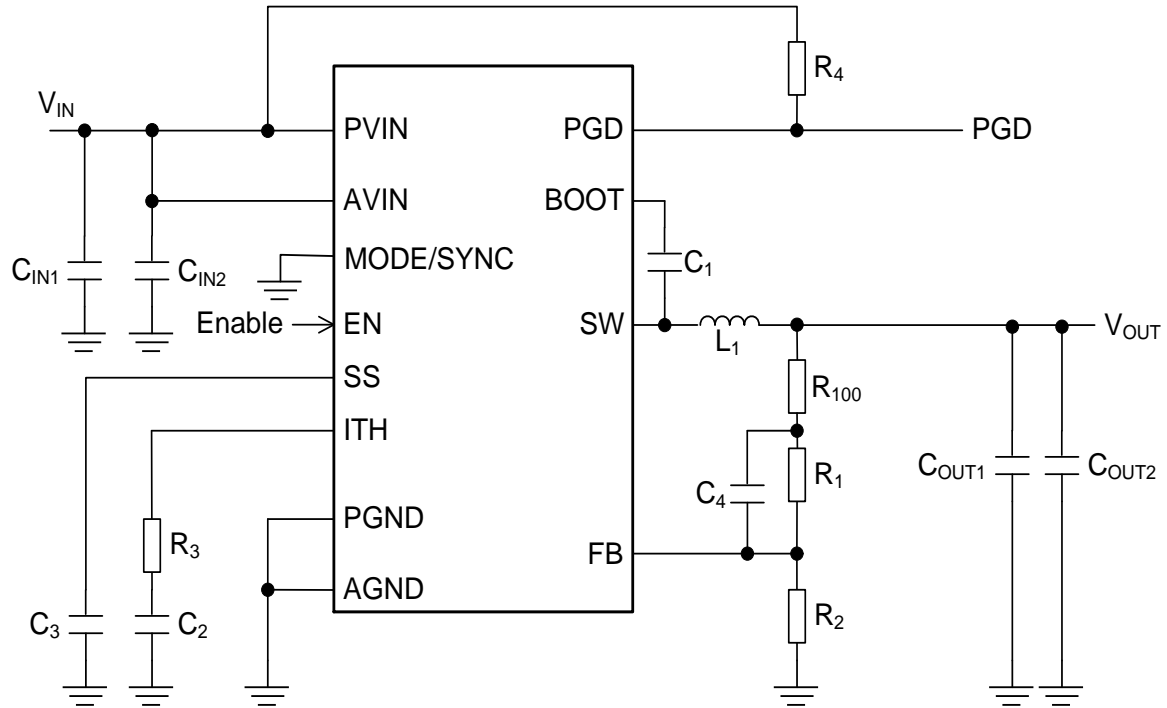 R4
VIN
PVIN
PGD
PGD
AVIN
BOOT
CIN1
CIN2
MODE/SYNC
C1
Enable
EN
SW
L1
VOUT
SS
R100
ITH
C4
R1
COUT1
COUT2
R3
PGND
FB
AGND
C3
C2
R2